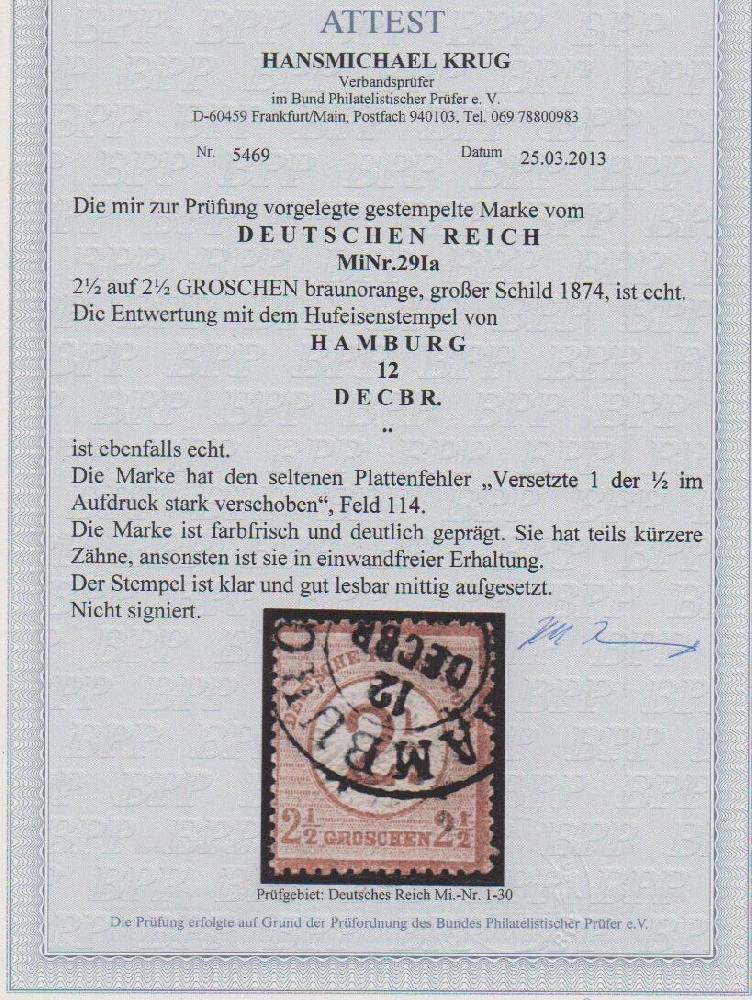 ATTEST
HANSMICHAEL KRUG
Verbandsprüfer
im Bund Philatelistischer Prüfer e. V.
D-60459 Frankfurt/Main, Postfach 940103, Tel. 069 78800983
Nr. 5469 Datum 25.03.2013
Die mir zur Prüfung vorgelegte gestempelte Marke vom
DEUTSCHEN REICH
MiNr.29Ia
2½ auf 2½ GROSCHEN braunorange, großer Schild 1874, ist echt.
Die Entwertung mit dem Hufeisenstempel von
HAMBURG
12
DECBR.
..
ist ebenfalls echt.
Die Marke hat den seltenen Plattenfehler „Versetzte 1 der ½ im
Aufdruck stark verschoben“, Feld 114.
Die Marke ist farbfrisch und deutlich geprägt. Sie hat teils kürzere
Zähne, ansonsten ist sie in einwandfreier Erhaltung.
Der Stempel ist klar und gut lesbar mittig aufgesetzt.
Nicht signiert.
DECBR
12
AMBURG
DEUTSCHE
2½ GROSCHEN 2½
Prüfgebiet: Deutsches Reich Mi.-Nr. 1-30
Die Prüfung erfolgte auf Grund der Prüfordnung des Bundes Philatelistischer Prüfer e.V.